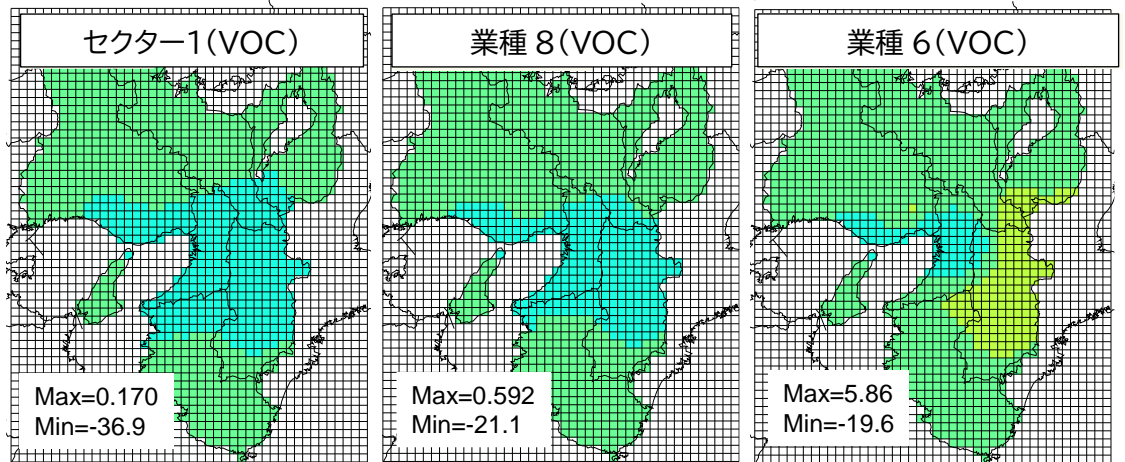 セクター1(VOC)
Max=0.170
Min=-36.9
業種 8(VOC)
Max=0.592
Min=-21.1
業種 6(VOC)
Max=5.86
Min=-19.6